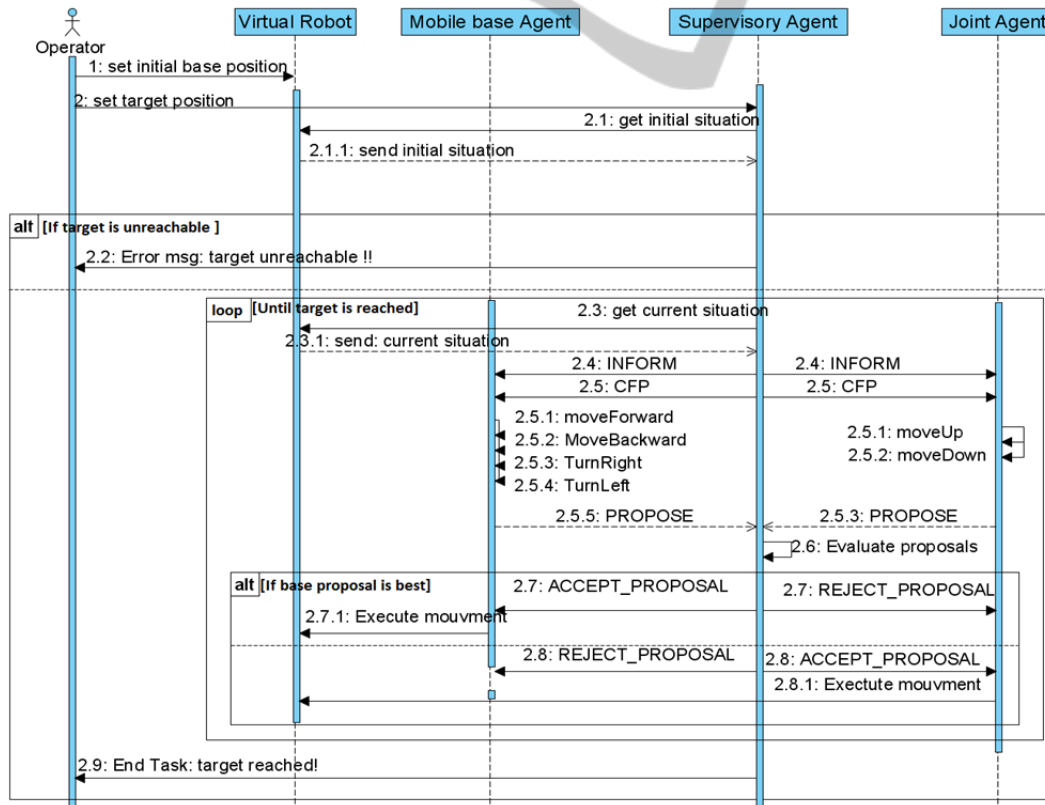 Operator
Virtual Robot
Mobile base Agent
Supervisory Agent
Joint Agent
1: set initial base position
2: set target position
2.1: get initial situation
2.1.1: send initial situation
alt [If target is unreachable ]
2.2: Error msg: target unreachable !!
loop [Until target is reached]
2.3: get current situation
2.3.1: send: current situation
2.4: INFORM
2.4: INFORM
2.5: CFP
2.5: CFP
2.5.1: moveForward
2.5.2: MoveBackward
2.5.3: TurnRight
2.5.4: TurnLeft
2.5.1: moveUp
2.5.2: moveDown
2.5.5: PROPOSE
2.5.3: PROPOSE
2.6: Evaluate proposals
alt [If base proposal is best]
2.7: ACCEPT_PROPOSAL
2.7: REJECT_PROPOSAL
2.7.1: Execute mouvment
2.8: REJECT_PROPOSAL
2.8: ACCEPT_PROPOSAL
2.8.1: Exectute mouvment
2.9: End Task: target reached!